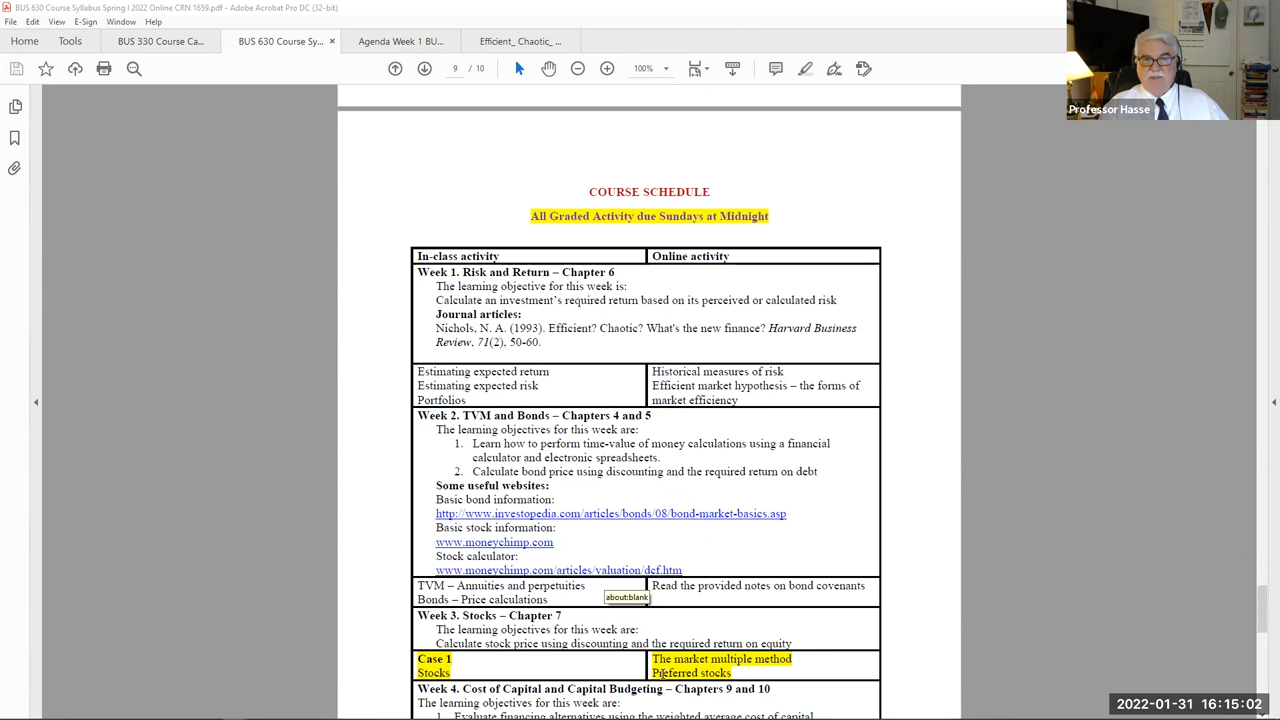 BUS 630 Course Syllabus Spring I 2022 Online CRN 1659.pdf - Adobe Acrobat Pro DC (32-bit)
File Edit View E-Sign Window Help
Home Tools BUS 330 Course Ca... BUS 630 Course Sy... × Agenda Week 1 BU... Efficient_ Chaotic_ ...
9 / 10 100%
Professor Hasse
COURSE SCHEDULE
All Graded Activity due Sundays at Midnight
In-class activity Online activity
Week 1. Risk and Return – Chapter 6
The learning objective for this week is:
Calculate an investment’s required return based on its perceived or calculated risk
Journal articles:
Nichols, N. A. (1993). Efficient? Chaotic? What's the new finance? Harvard Business
Review, 71(2), 50-60.
Estimating expected return Historical measures of risk
Estimating expected risk Efficient market hypothesis – the forms of
Portfolios market efficiency
Week 2. TVM and Bonds – Chapters 4 and 5
The learning objectives for this week are:
1. Learn how to perform time-value of money calculations using a financial
calculator and electronic spreadsheets.
2. Calculate bond price using discounting and the required return on debt
Some useful websites:
Basic bond information:
http://www.investopedia.com/articles/bonds/08/bond-market-basics.asp
Basic stock information:
www.moneychimp.com
Stock calculator:
www.moneychimp.com/articles/valuation/dcf.htm
TVM – Annuities and perpetuities Read the provided notes on bond covenants
Bonds – Price calculations
about:blank
Week 3. Stocks – Chapter 7
The learning objectives for this week are:
Calculate stock price using discounting and the required return on equity
Case 1 The market multiple method
Stocks Preferred stocks
Week 4. Cost of Capital and Capital Budgeting – Chapters 9 and 10
The learning objectives for this week are:
1. Evaluate financing alternatives using the weighted average cost of capital
2022-01-31 16:15:02